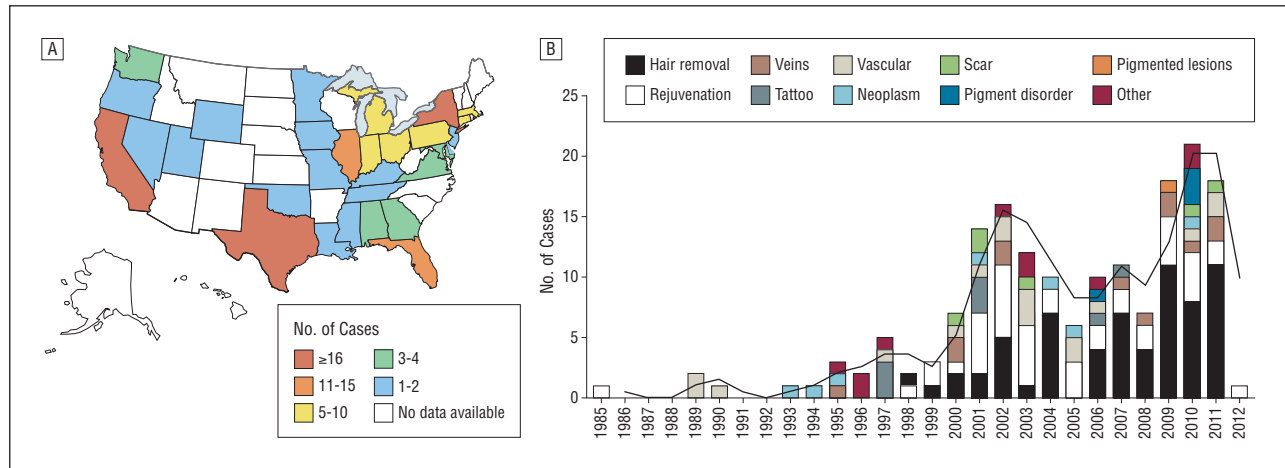 A
No. of Cases
≥16
3-4
11-15
1-2
5-10
No data available
B
Hair removal
Veins
Vascular
Scar
Pigmented lesions
Rejuvenation
Tattoo
Neoplasm
Pigment disorder
Other
No. of Cases
25
20
15
10
5
0
1985
1986
1987
1988
1989
1990
1991
1992
1993
1994
1995
1996
1997
1998
1999
2000
2001
2002
2003
2004
2005
2006
2007
2008
2009
2010
2011
2012